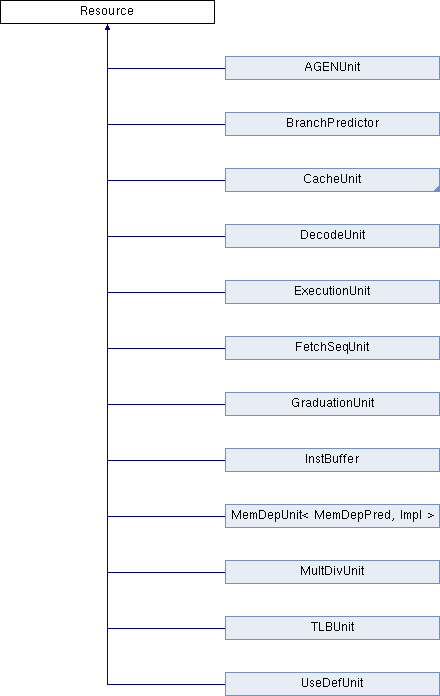 Resource
AGENUnit
BranchPredictor
CacheUnit
DecodeUnit
ExecutionUnit
FetchSeqUnit
GraduationUnit
InstBuffer
MemDepUnit< MemDepPred, Impl >
MultDivUnit
TLBUnit
UseDefUnit